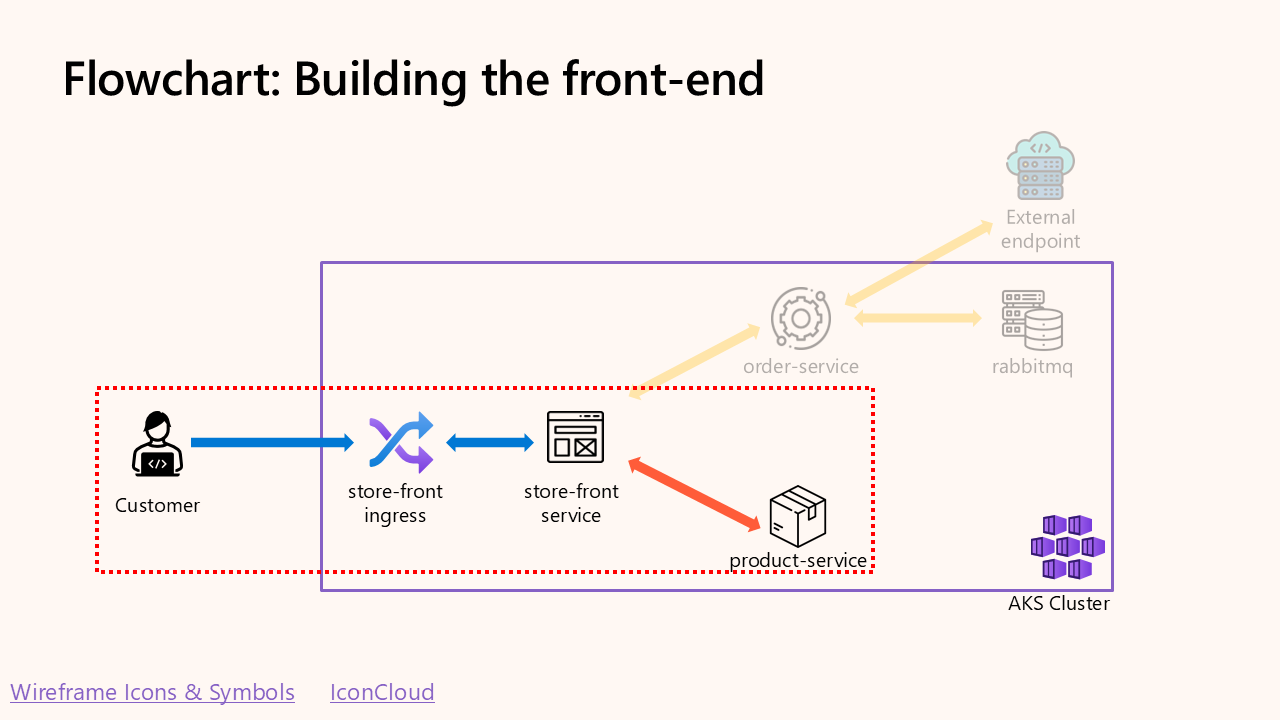 Flowchart: Building the front-end
External
endpoint
order-service
rabbitmq
Customer
store-front
ingress
store-front
service
product-service
AKS Cluster
Wireframe Icons & Symbols
IconCloud